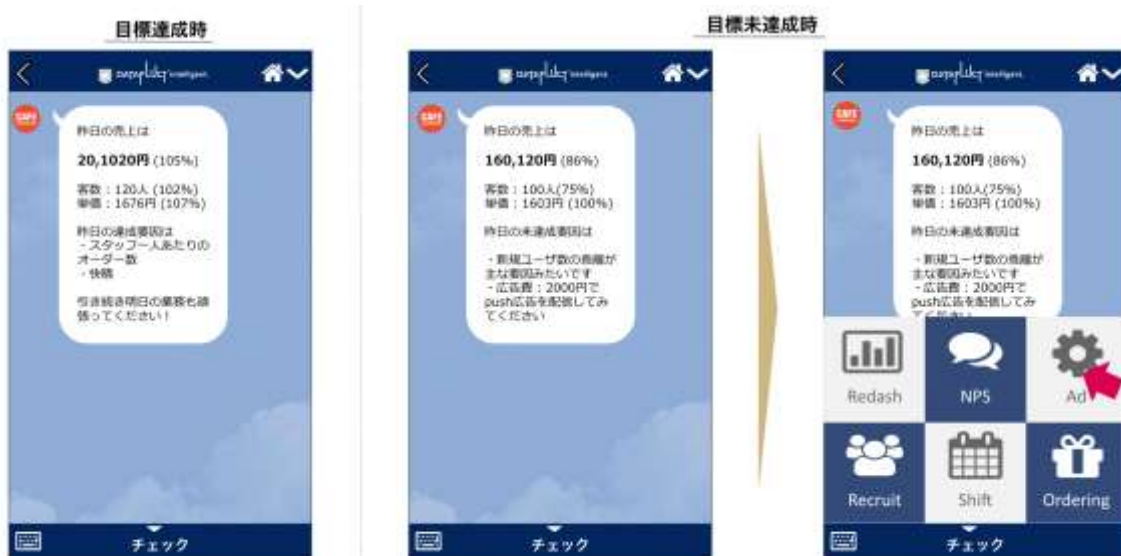 目標達成時
昨日の売上は
20,1020円 (105%)
客数：120人 (102%)
単価：1676円 (107%)
昨日の達成要因は
・スタッフ一人あたりの
オーダー数
・快晴
引き続き明日の業務も頑
張ってください！
チェック
目標未達成時
CAFE
昨日の売上は
160,120円 (86%)
客数：100人(75%)
単価：1603円 (100%)
昨日の未達成要因は
・新規ユーザ数の乖離が
主な要因みたいです
・広告費：2000円で
push広告を配信してみ
てください
チェック
CAFE
昨日の売上は
160,120円 (86%)
客数：100人(75%)
単価：1603円 (100%)
昨日の未達成要因は
・新規ユーザ数の乖離が
主な要因みたいです
・広告費：2000円で
push広告を配信してみ
てください
Redash
NPS
Ad
Recruit
Shift
Ordering
チェック